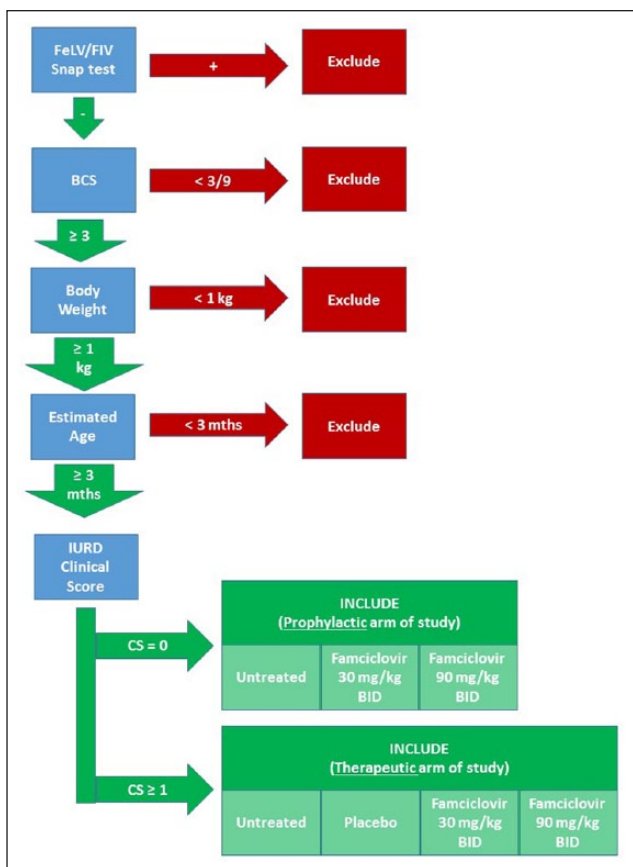 FeLV/FIV
Snap test
+
Exclude
-
BCS
< 3/9
Exclude
≥ 3
Body
Weight
< 1 kg
Exclude
≥ 1
kg
Estimated
Age
< 3 mths
Exclude
≥ 3
mths
IURD
Clinical
Score
CS = 0
INCLUDE
(Prophylactic arm of study)
Untreated
Famciclovir
30 mg/kg
BID
Famciclovir
90 mg/kg
BID
CS ≥ 1
INCLUDE
(Therapeutic arm of study)
Untreated
Placebo
Famciclovir
30 mg/kg
BID
Famciclovir
90 mg/kg
BID